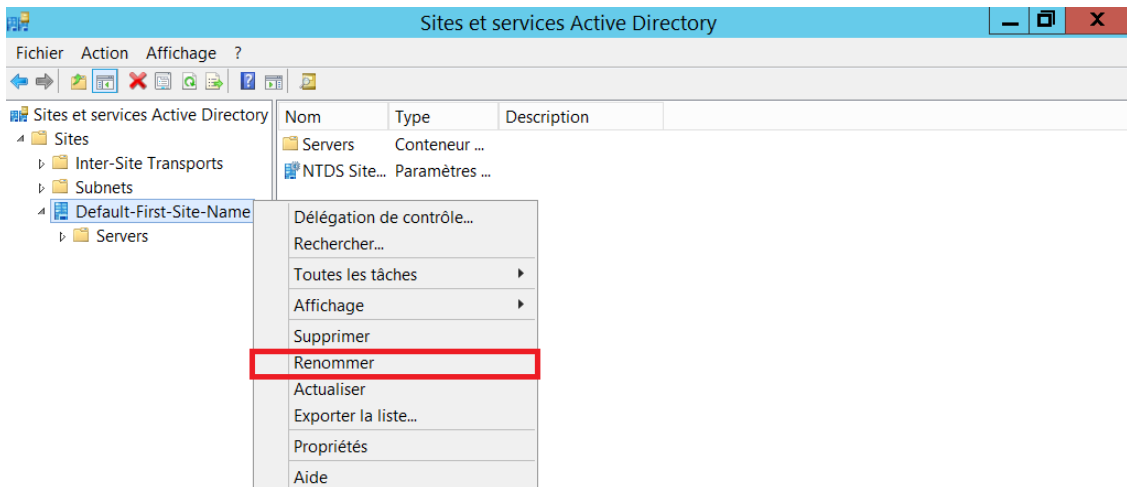 Sites et services Active Directory
Fichier Action Affichage ?
Sites et services Active Directory
Sites
Inter-Site Transports
Subnets
Default-First-Site-Name
Servers
Nom Type Description
Servers Conteneur ...
NTDS Site... Paramètres ...
Délégation de contrôle...
Rechercher...
Toutes les tâches
Affichage
Supprimer
Renommer
Actualiser
Exporter la liste...
Propriétés
Aide